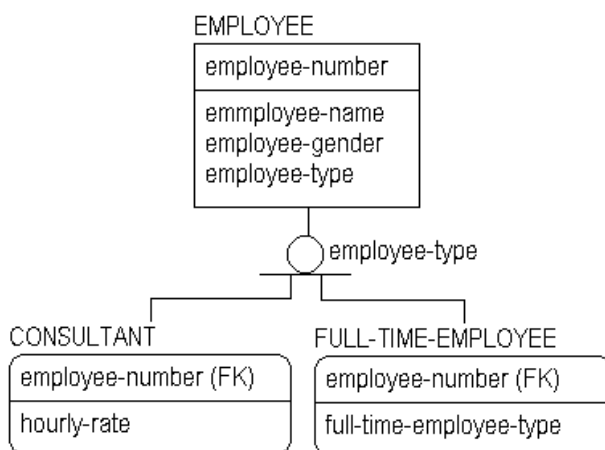 EMPLOYEE
employee-number
emmployee-name
employee-gender
employee-type
employee-type
CONSULTANT
employee-number (FK)
hourly-rate
FULL-TIME-EMPLOYEE
employee-number (FK)
full-time-employee-type